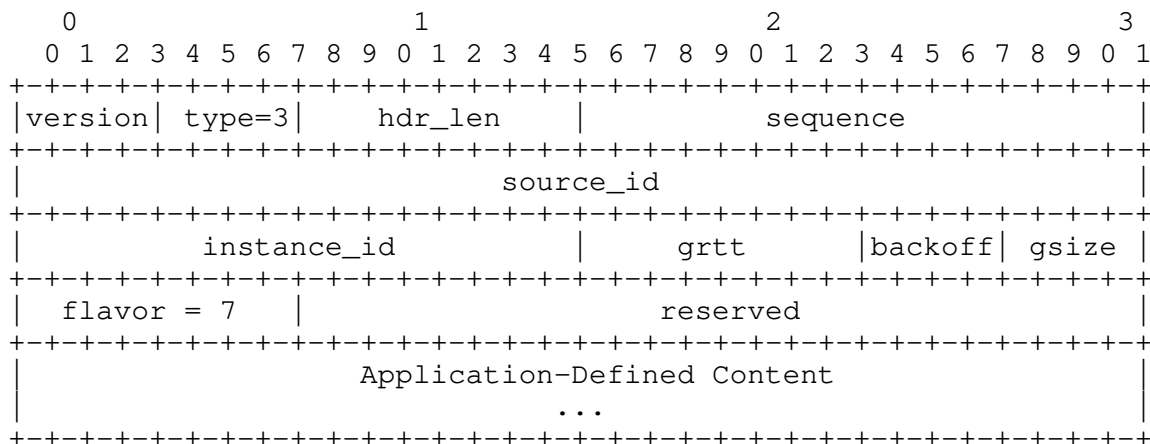 0                   1                   2                   3
    0 1 2 3 4 5 6 7 8 9 0 1 2 3 4 5 6 7 8 9 0 1 2 3 4 5 6 7 8 9 0 1
   +-+-+-+-+-+-+-+-+-+-+-+-+-+-+-+-+-+-+-+-+-+-+-+-+-+-+-+-+-+-+-+-+
   |version| type=3|    hdr_len    |          sequence             |
   +-+-+-+-+-+-+-+-+-+-+-+-+-+-+-+-+-+-+-+-+-+-+-+-+-+-+-+-+-+-+-+-+
   |                           source_id                           |
   +-+-+-+-+-+-+-+-+-+-+-+-+-+-+-+-+-+-+-+-+-+-+-+-+-+-+-+-+-+-+-+-+
   |          instance_id          |     grtt      |backoff| gsize |
   +-+-+-+-+-+-+-+-+-+-+-+-+-+-+-+-+-+-+-+-+-+-+-+-+-+-+-+-+-+-+-+-+
   |  flavor = 7   |                    reserved                   |
   +-+-+-+-+-+-+-+-+-+-+-+-+-+-+-+-+-+-+-+-+-+-+-+-+-+-+-+-+-+-+-+-+
   |                   Application-Defined Content                 |
   |                              ...                              |
   +-+-+-+-+-+-+-+-+-+-+-+-+-+-+-+-+-+-+-+-+-+-+-+-+-+-+-+-+-+-+-+-+